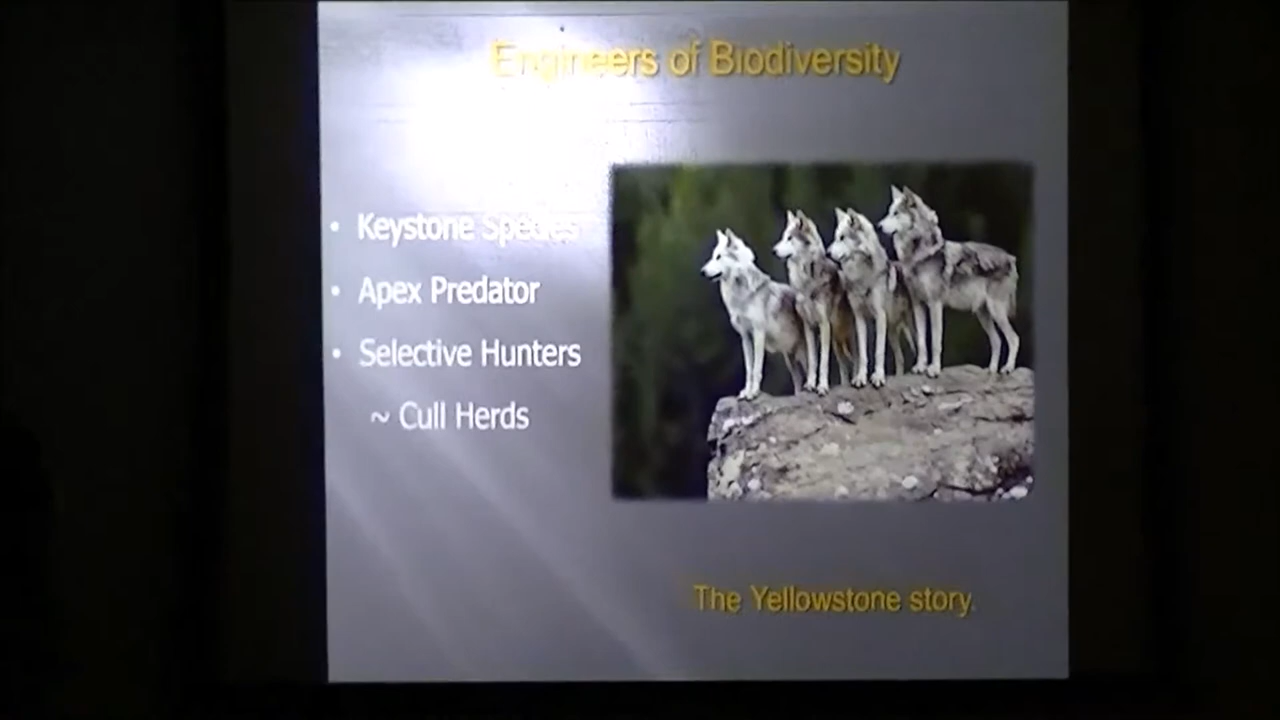 Engineers of Biodiversity
• Keystone Species
• Apex Predator
• Selective Hunters
~ Cull Herds
The Yellowstone story.